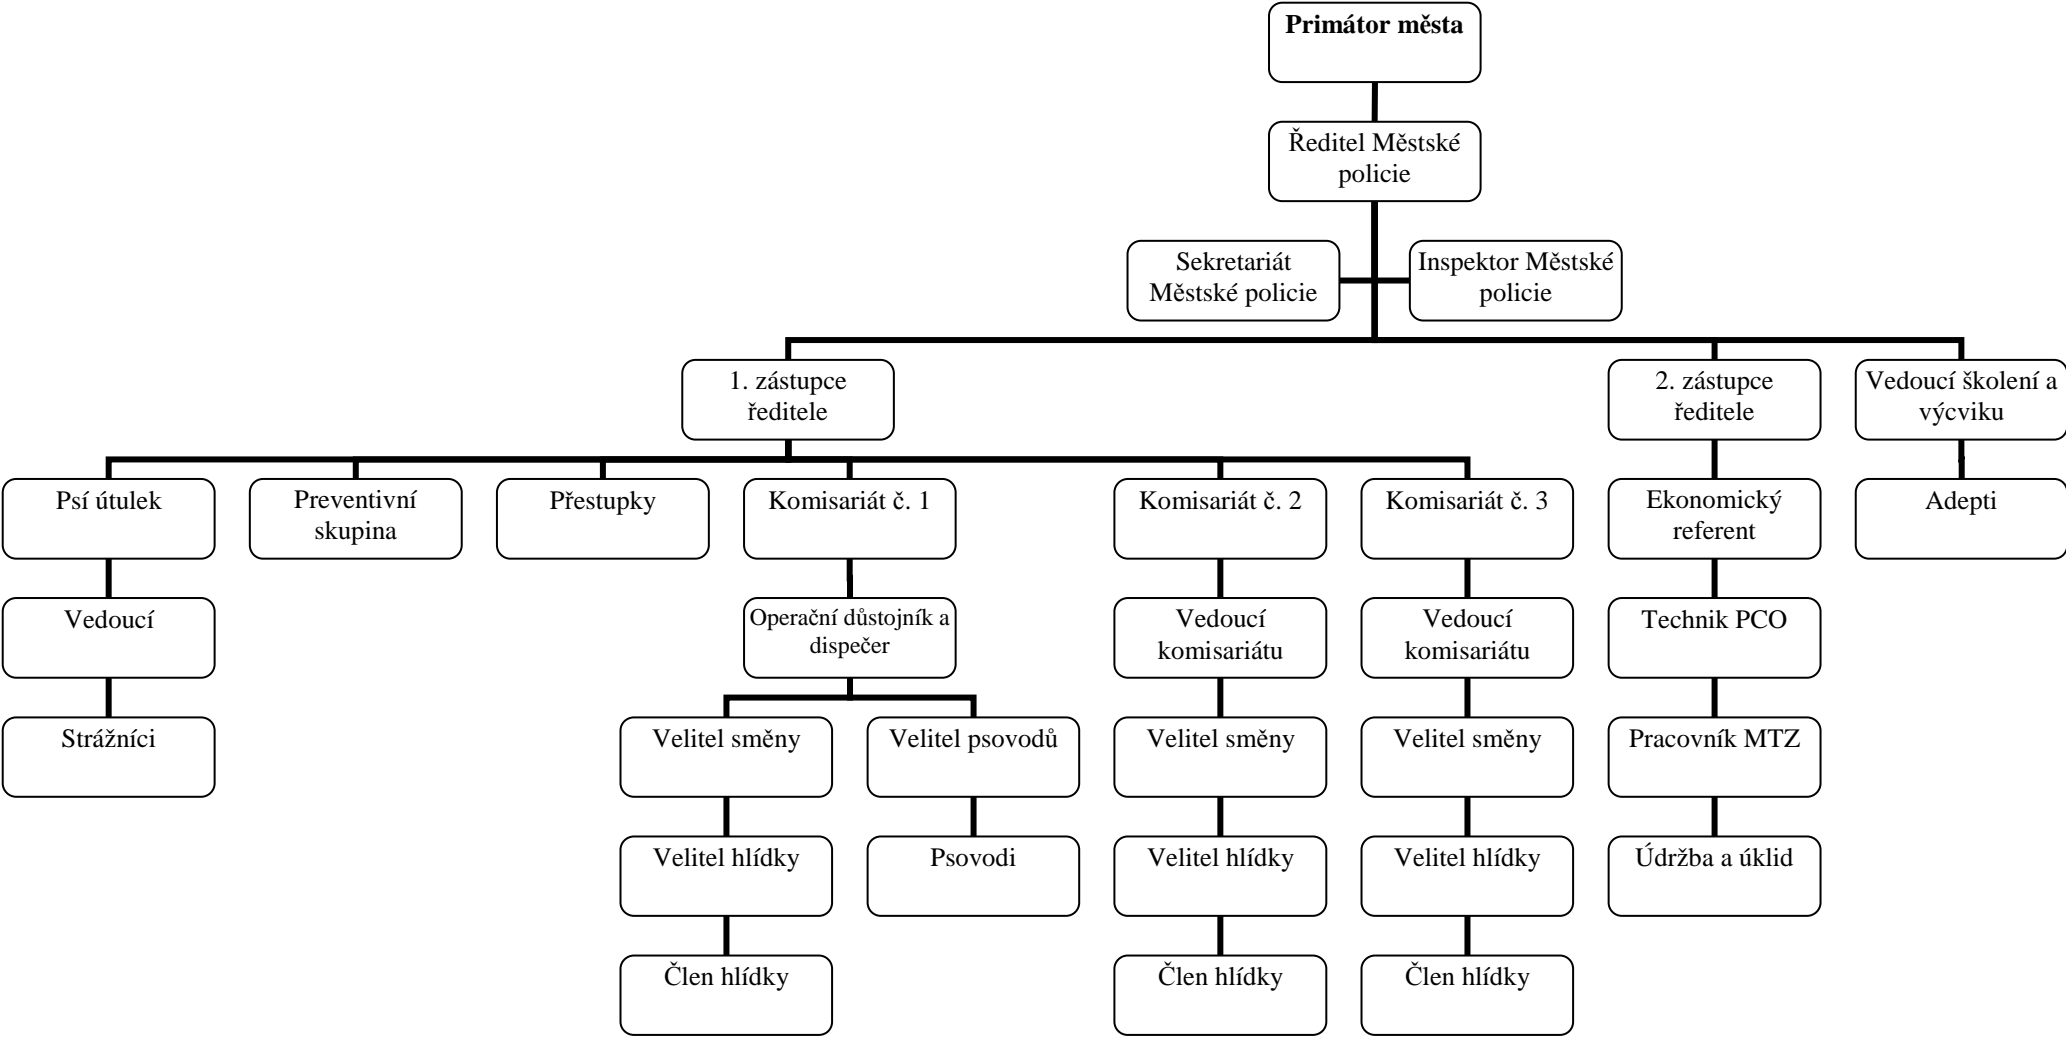 Primátor města
Ředitel Městské
policie
Sekretariát
Městské policie
Inspektor Městské
policie
1. zástupce
ředitele
2. zástupce
ředitele
Vedoucí školení a
výcviku
Psí útulek
Preventivní
skupina
Přestupky
Komisariát č. 1
Komisariát č. 2
Komisariát č. 3
Ekonomický
referent
Adepti
Vedoucí
Operační důstojník a
dispečer
Vedoucí
komisariátu
Vedoucí
komisariátu
Technik PCO
Strážníci
Velitel směny
Velitel psovodů
Velitel směny
Velitel směny
Pracovník MTZ
Velitel hlídky
Psovodi
Velitel hlídky
Velitel hlídky
Údržba a úklid
Člen hlídky
Člen hlídky
Člen hlídky